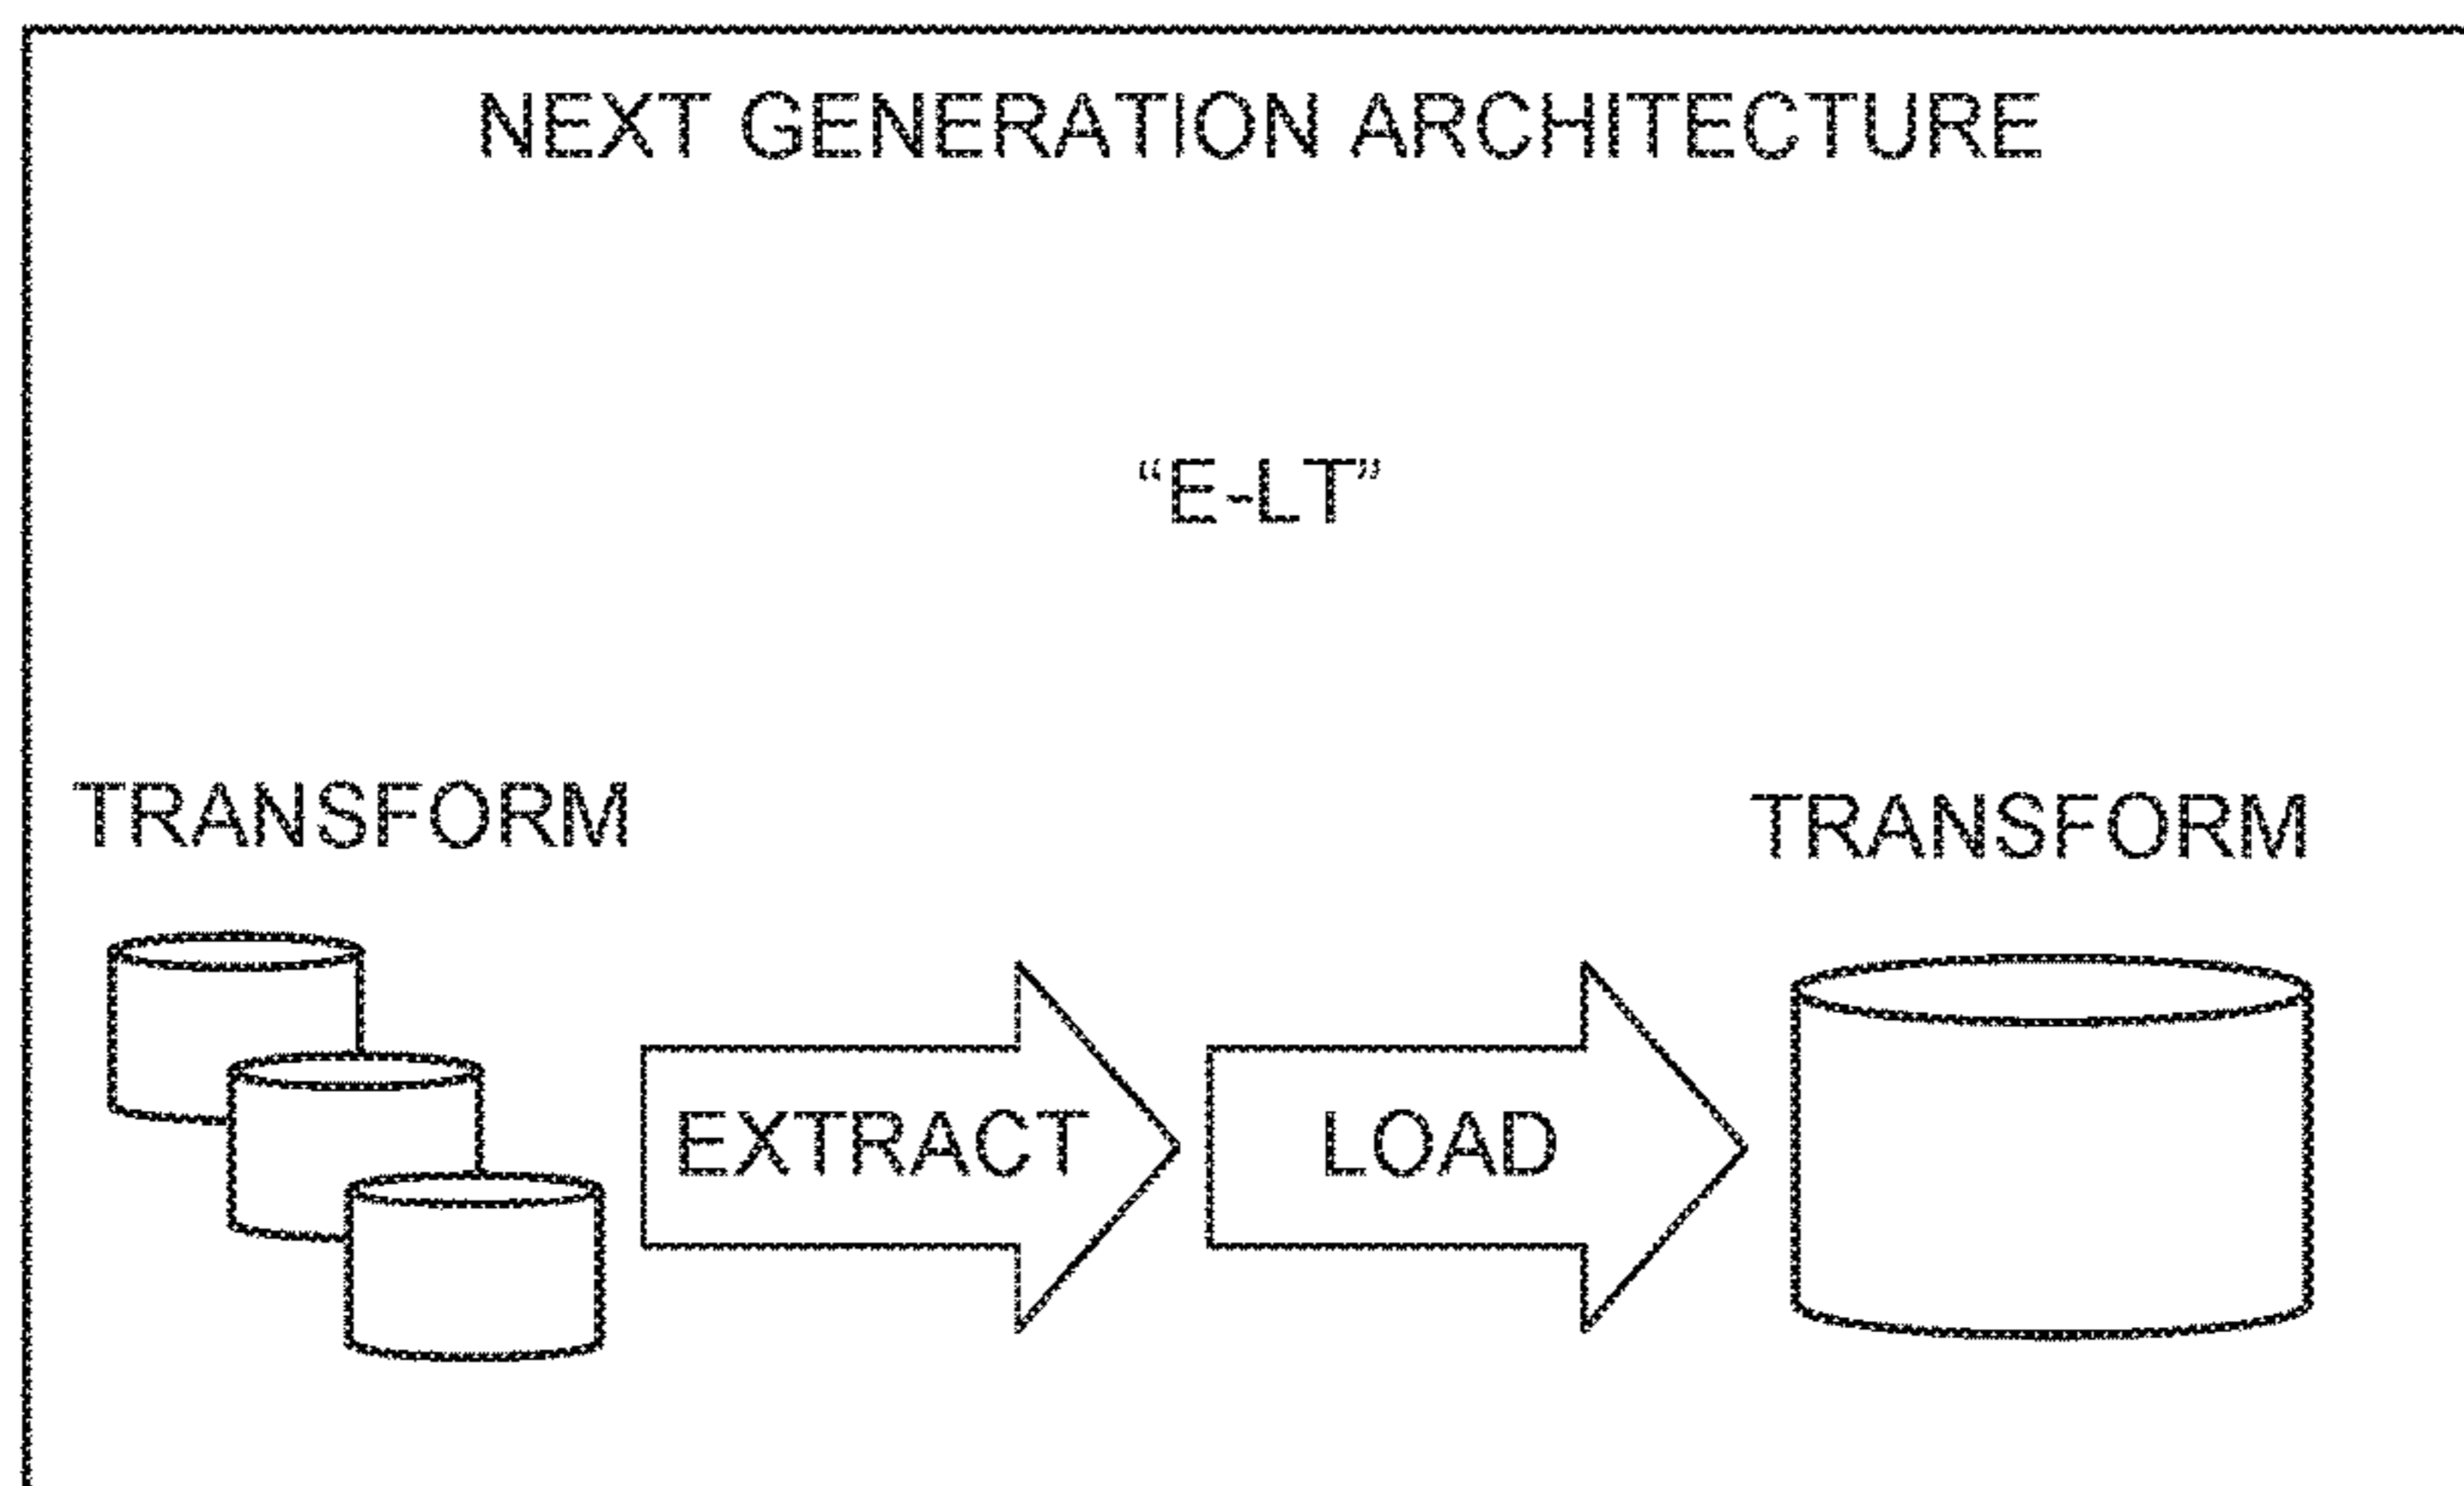 NEXT GENERATION ARCHITECTURE
“E-LT”
TRANSFORM
TRANSFORM
EXTRACT
LOAD